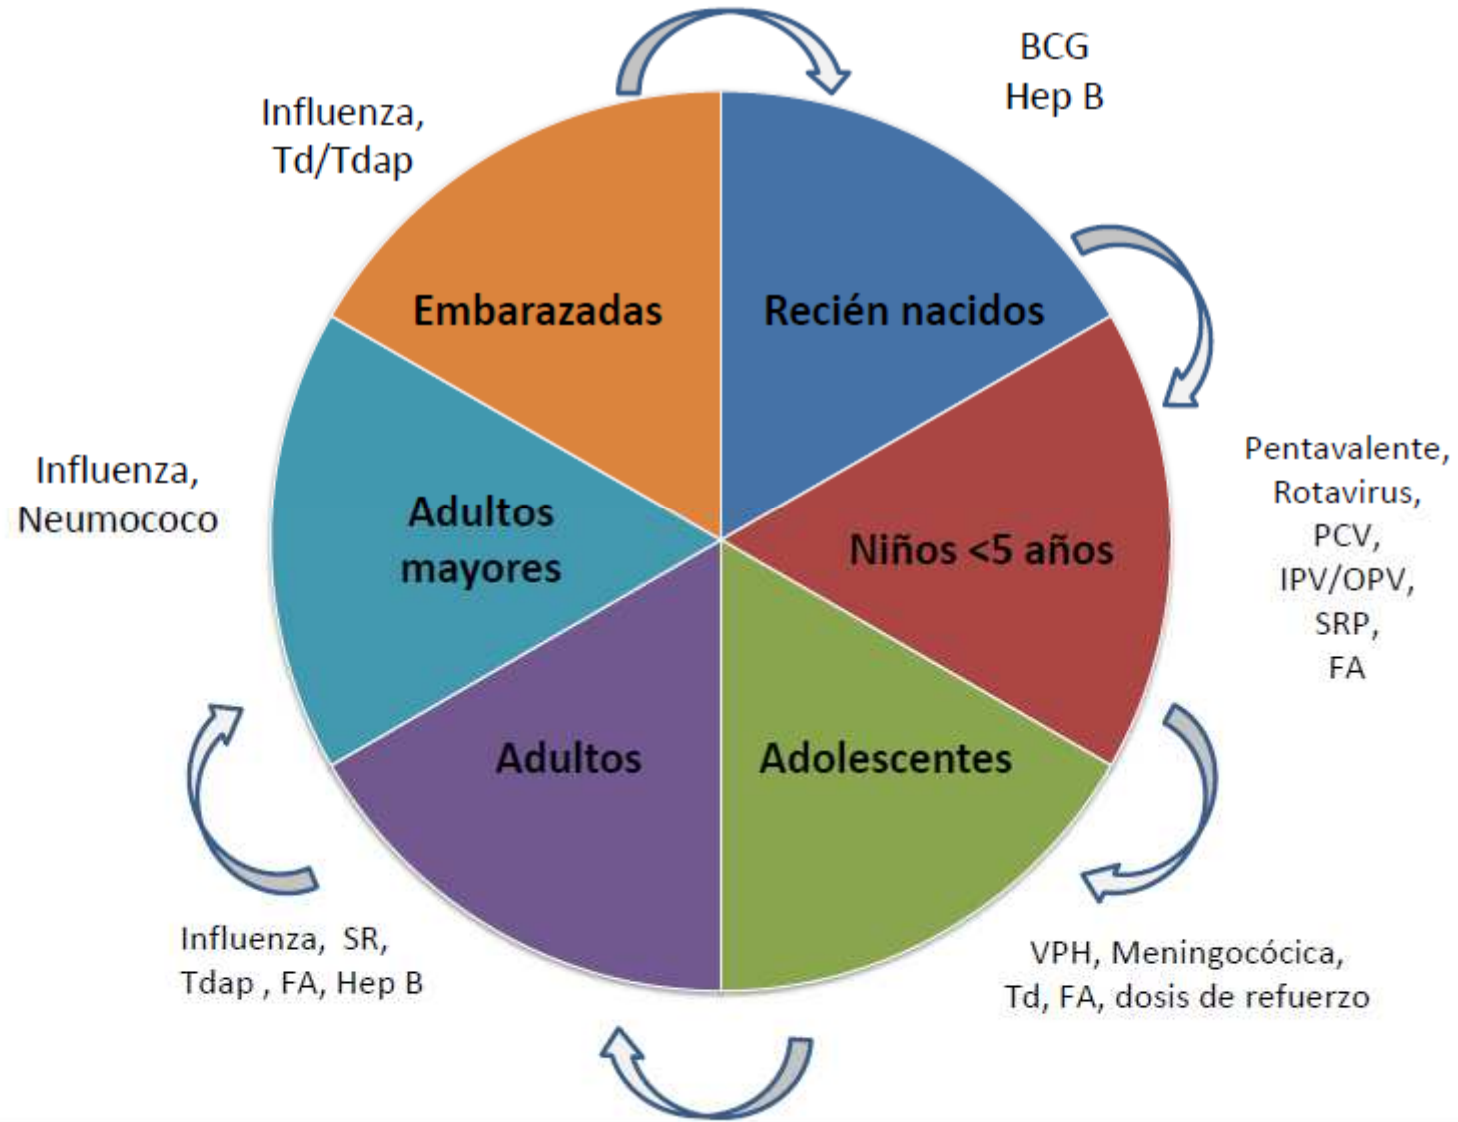 BCG
Hep B
Recién nacidos
Pentavalente,
Rotavirus,
PCV,
IPV/OPV,
SRP,
FA
Niños <5 años
VPH, Meningocócica,
Td, FA, dosis de refuerzo
Adolescentes
Influenza, SR,
Tdap , FA, Hep B
Adultos
Influenza,
Neumococo
Adultos
mayores
Influenza,
Td/Tdap
Embarazadas